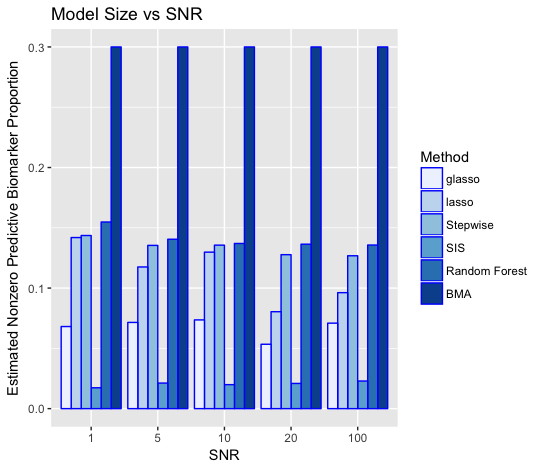 Model Size vs SNR
Estimated Nonzero Predictive Biomarker Proportion
0.3
0.2
0.1
0.0
1 5 10 20 100
SNR
Method
glasso
lasso
Stepwise
SIS
Random Forest
BMA